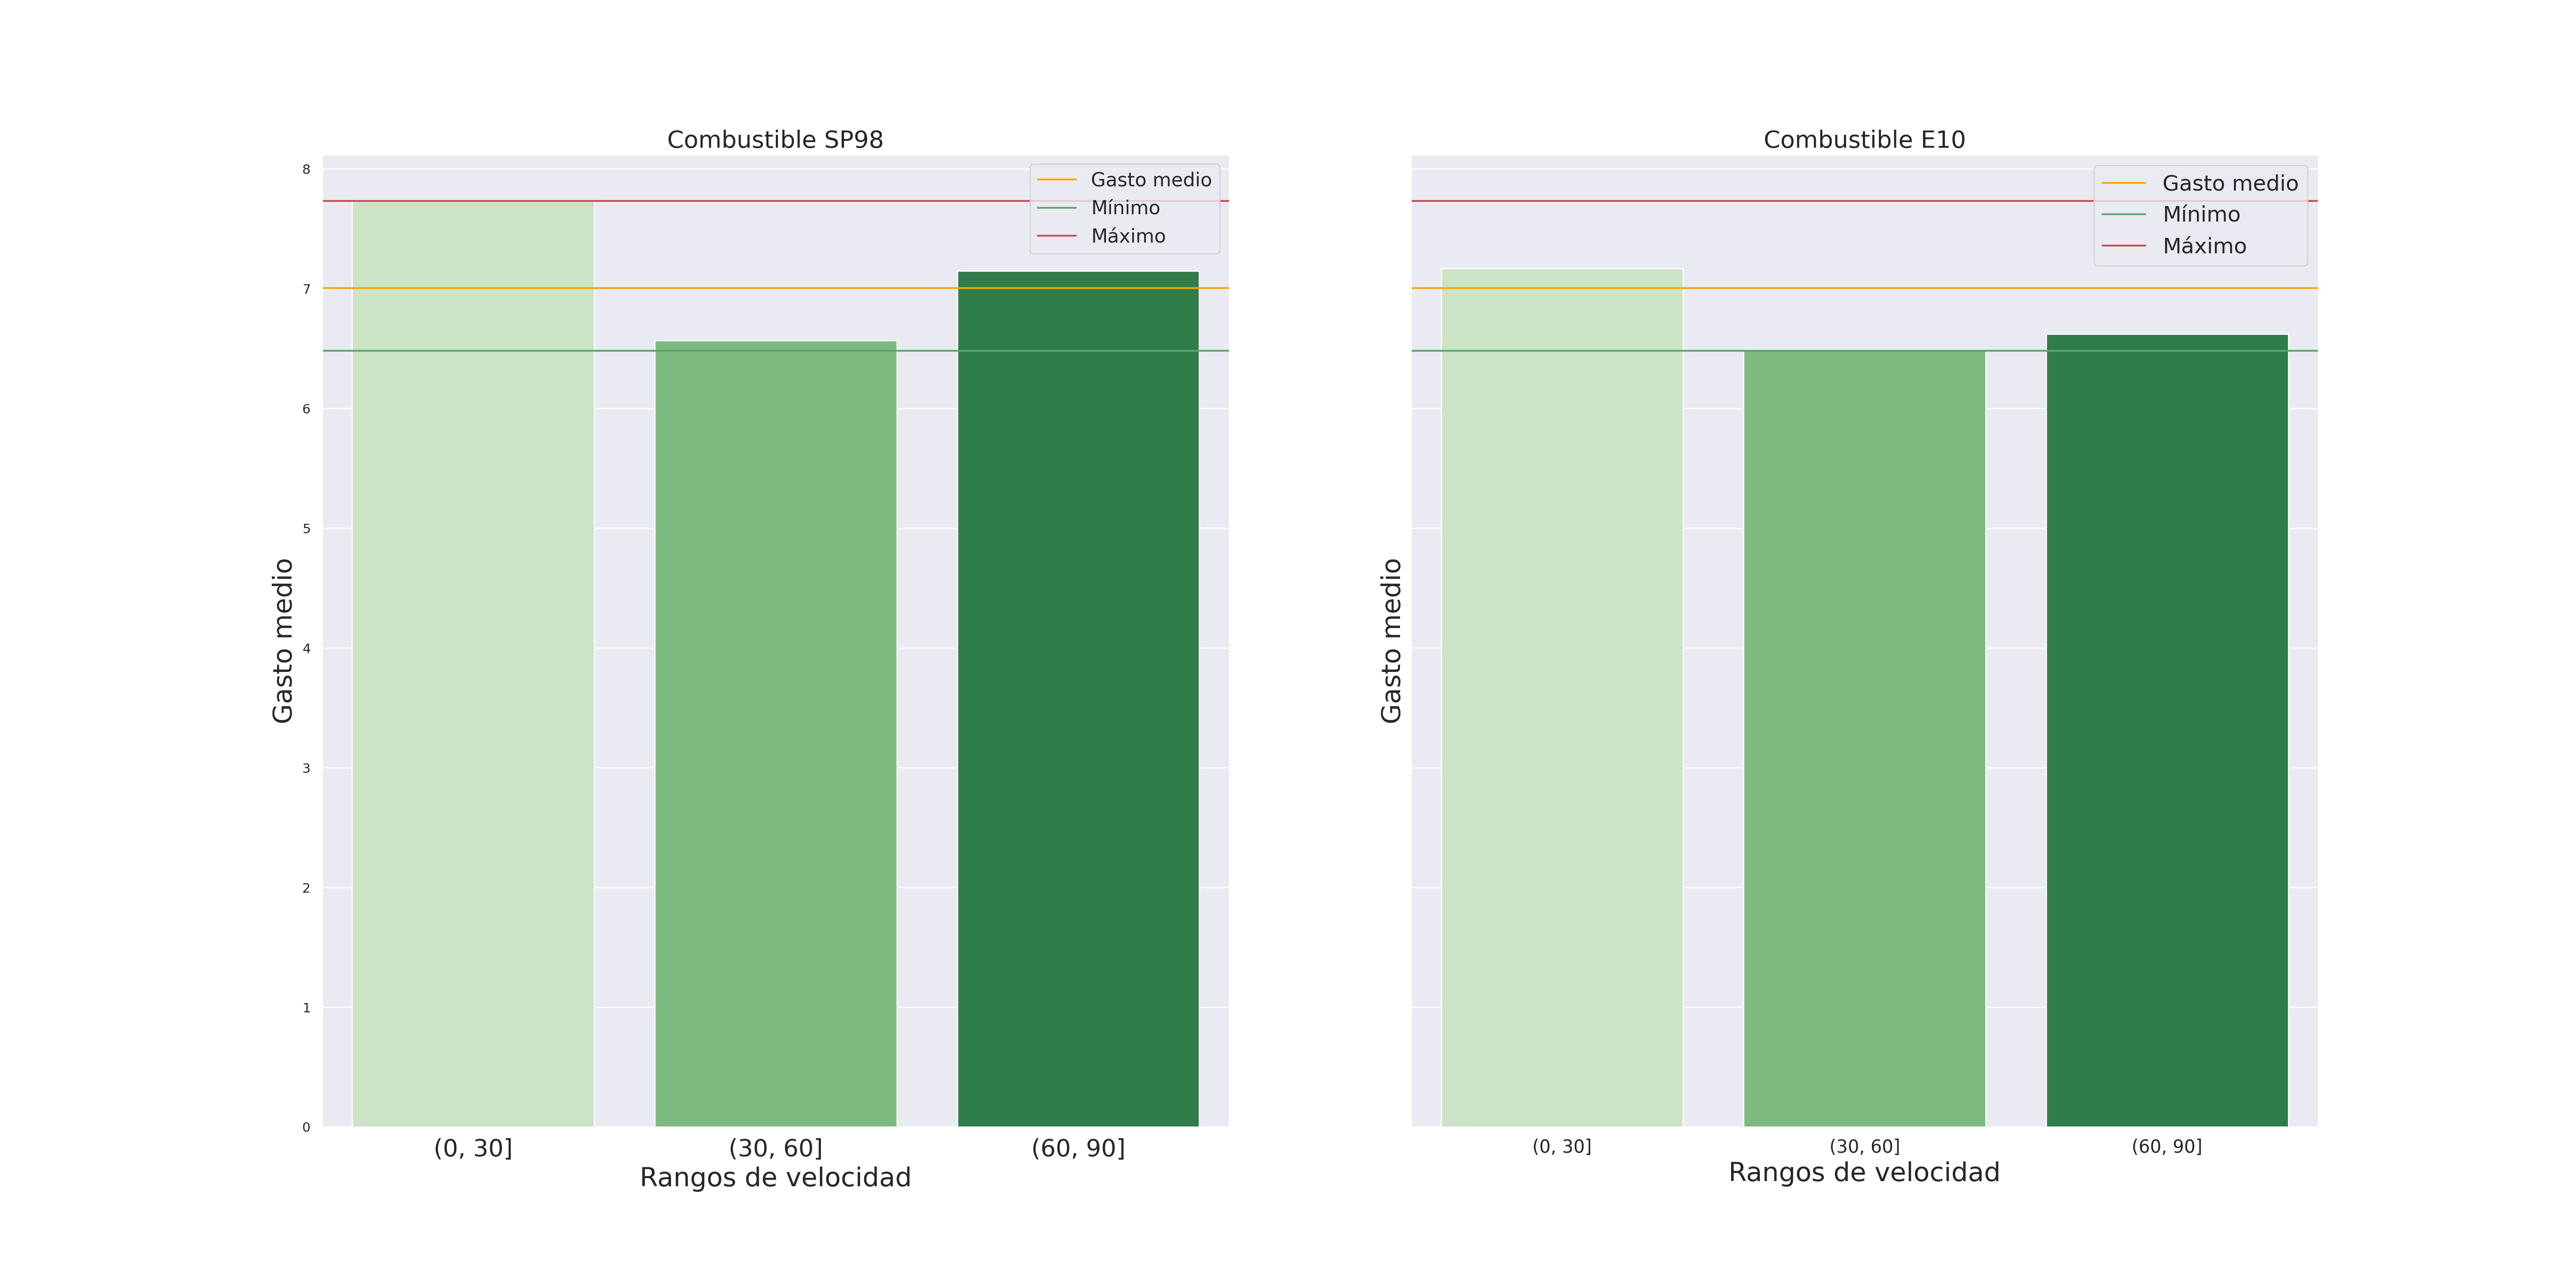 Combustible SP98
Gasto medio
Mínimo
Máximo
8
7
6
5
4
3
2
1
0
Gasto medio
(0, 30]
(30, 60]
(60, 90]
Rangos de velocidad
Combustible E10
Gasto medio
Mínimo
Máximo
Gasto medio
(0, 30]
(30, 60]
(60, 90]
Rangos de velocidad